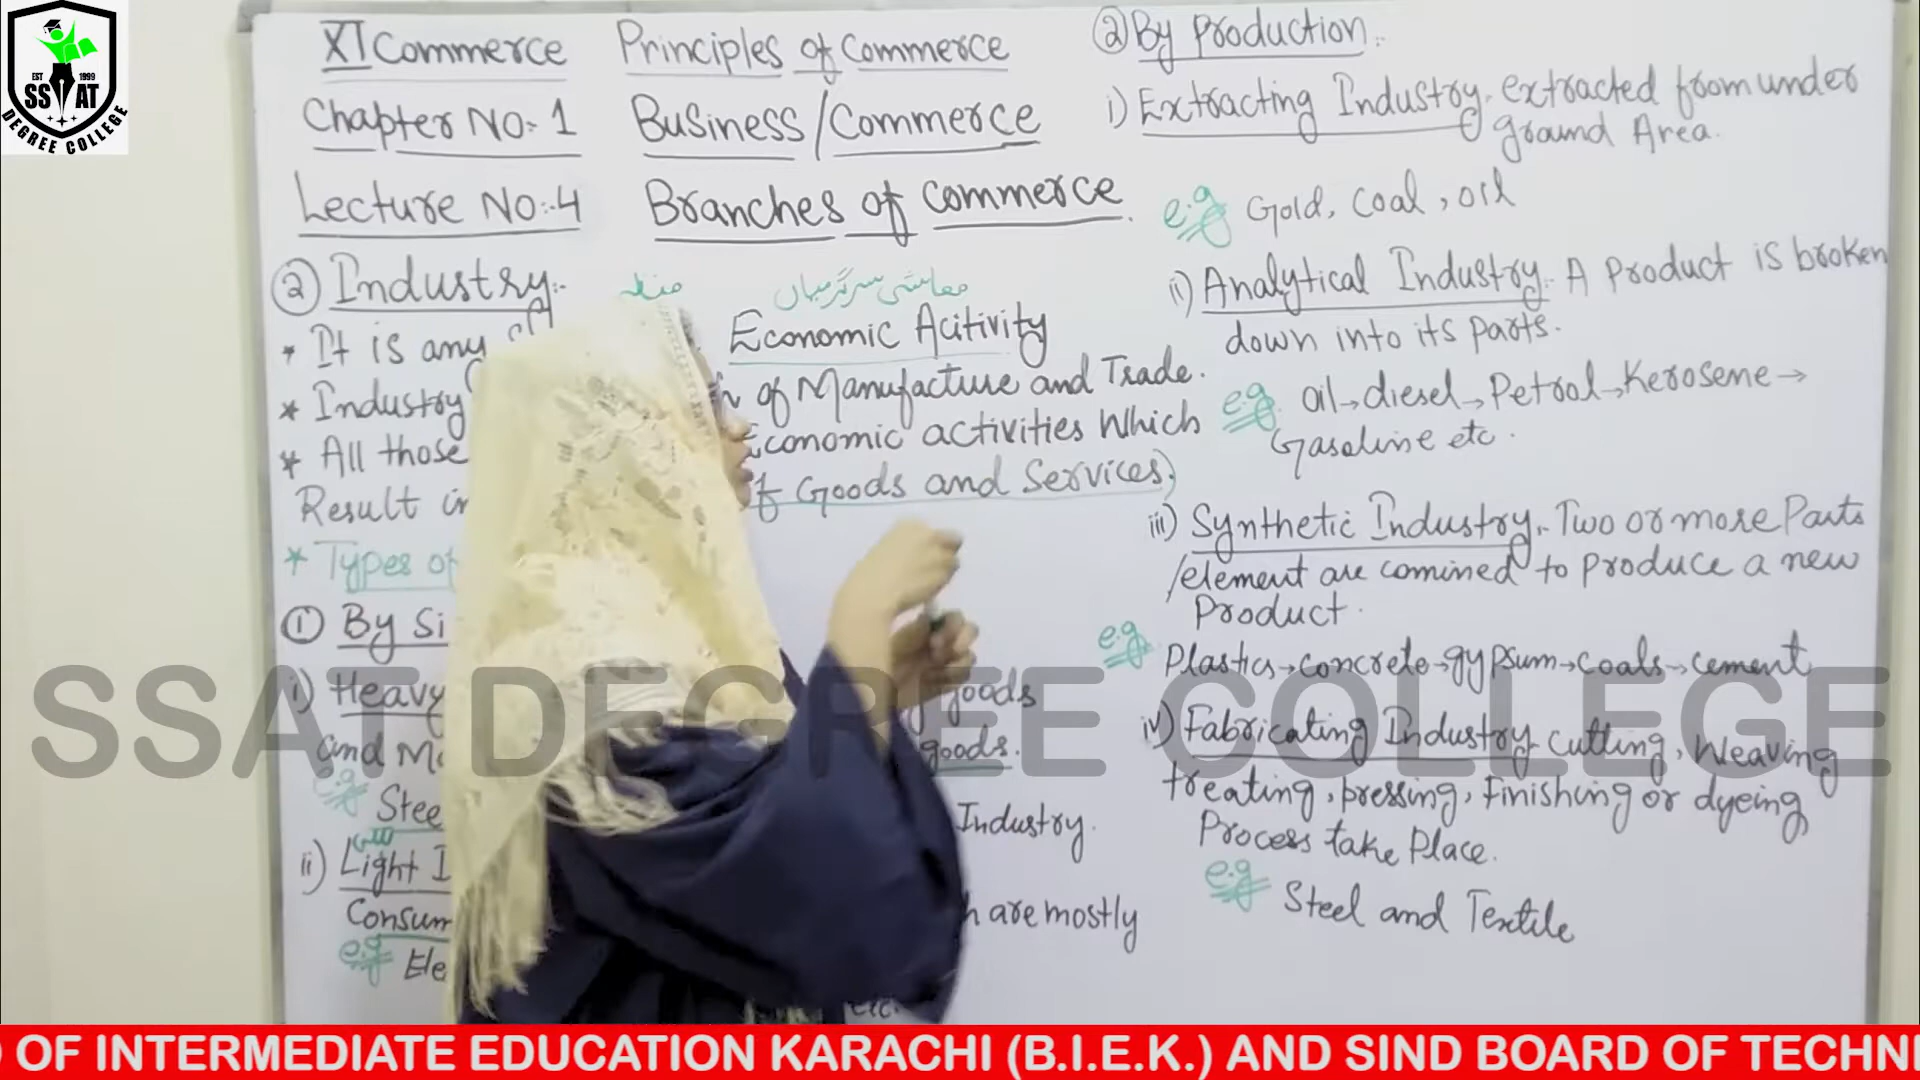 EST 1999
SSAT
DEGREE COLLEGE
XI Commerce Principles of Commerce
Chapter No:- 1 Business/Commerce
Lecture No:-4 Branches of Commerce
② Industry:-
معاشی سرگرمیاں
* It is any Economic Acitivity
* Industry of Manufacture and Trade.
* All those Economic activities Which
Result in of Goods and Services)
* Types of
① By Si
i) Heavy goods
and Ma goods.
e.g
Stee Industry.
ii) Light I
Consum are mostly
e.g Ele etc.
② By Production:-
i) Extracting Industry:- extracted from under
ground Area.
e.g Gold, Coal, oil
ii) Analytical Industry:- A Product is broken
down into its parts.
e.g oil→diesel→Petrol→Kerosene→
Gasoline etc.
iii) Synthetic Industry:- Two or more Parts
/element are comined to produce a new
Product.
e.g
Plastics→concrete→gypsum→coals→cement
iv) Fabricating Industry:- cutting, Weaving
treating, pressing, Finishing or dyeing
Process take Place.
e.g Steel and Textile
SSAT DEGREE COLLEGE
OF INTERMEDIATE EDUCATION KARACHI (B.I.E.K.) AND SIND BOARD OF TECHNI